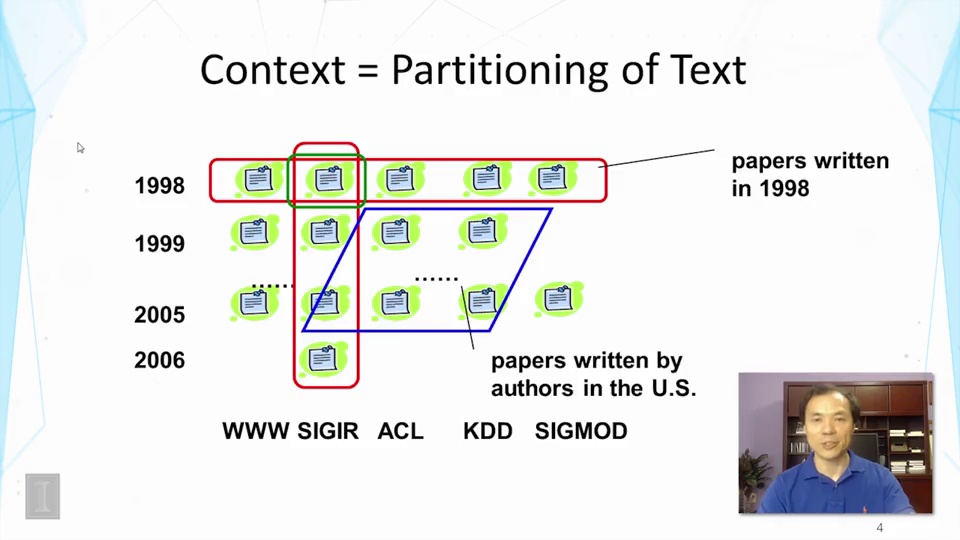 Context = Partitioning of Text
papers written
in 1998
1998
1999
......
......
2005
2006
papers written by
authors in the U.S.
WWW SIGIR ACL KDD SIGMOD
I
4